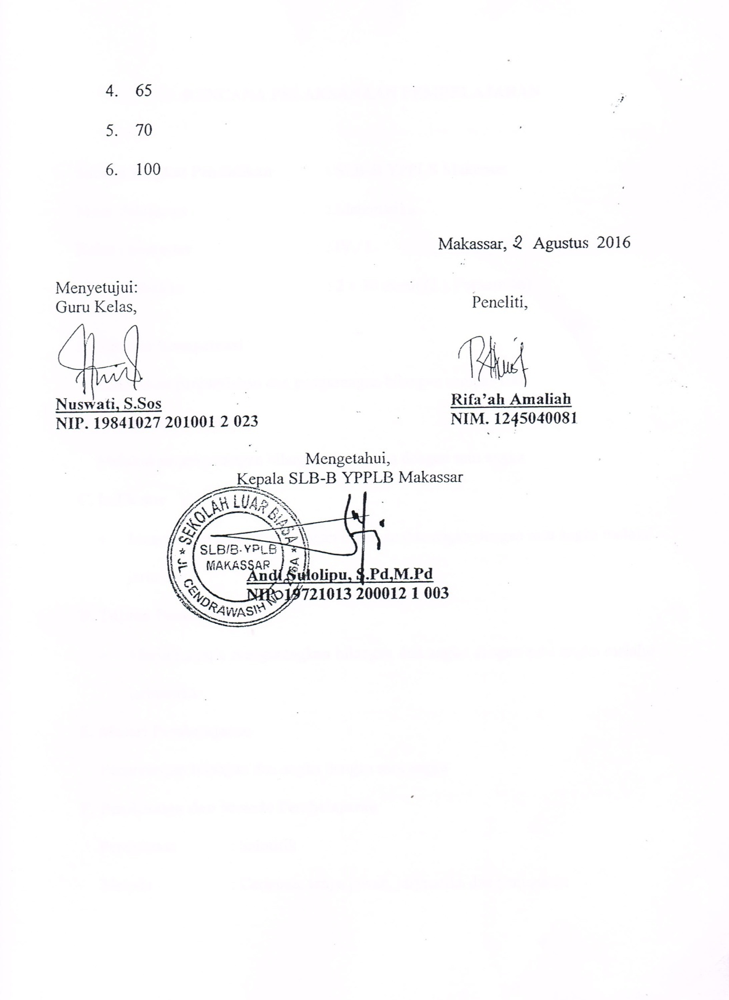 4. 65
5. 70
6. 100
Makassar, 2 Agustus 2016
Menyetujui:
Guru Kelas,
Peneliti,
Nuswati, S.Sos
NIP. 19841027 201001 2 023
Rifa'ah Amaliah
NIM. 1245040081
Mengetahui,
Kepala SLB-B YPPLB Makassar
SEKOLAH LUAR BIASA
SLB/B-YPLB
MAKASSAR
JL CENDRAWASIH NO
Andi Sulolipu, S.Pd,M.Pd
NIP. 19721013 200012 1 003